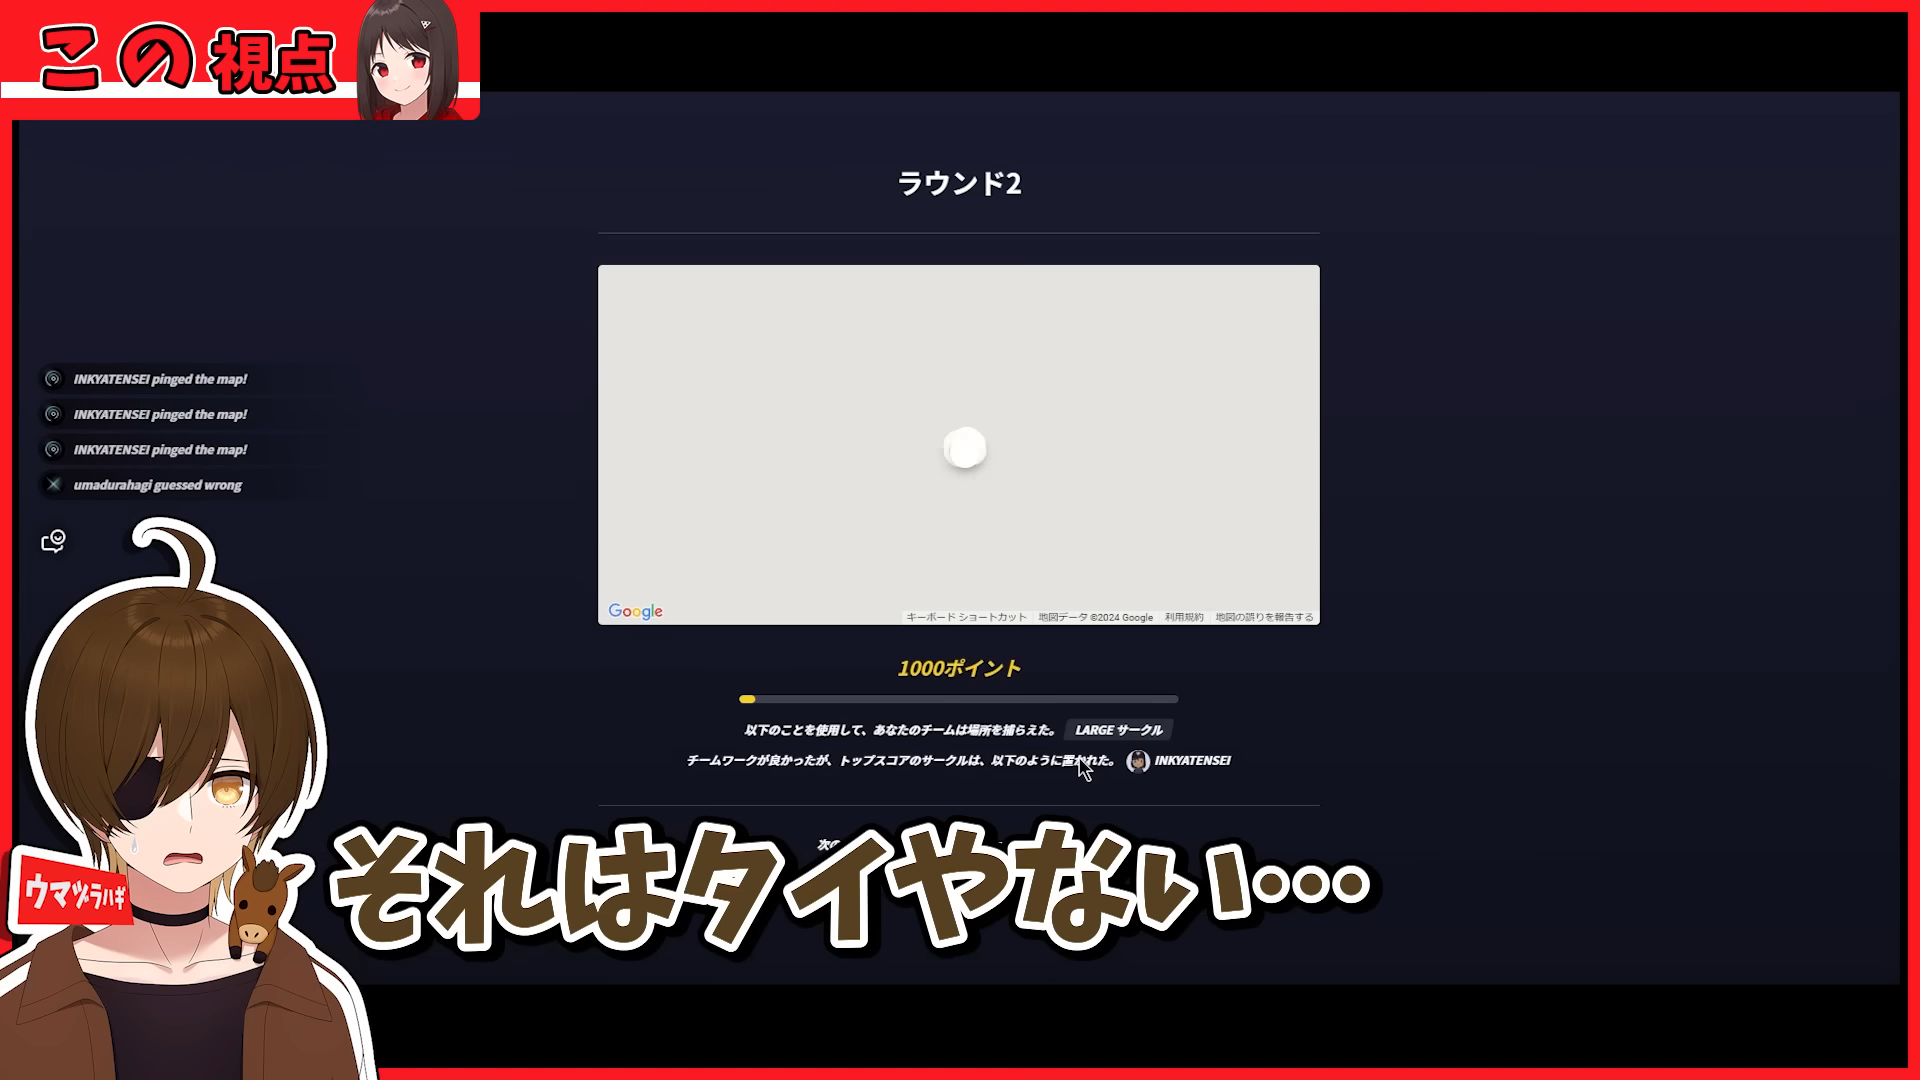 この視点
ラウンド2
INKYATENSEI pinged the map!
INKYATENSEI pinged the map!
INKYATENSEI pinged the map!
umadurahagi guessed wrong
Google
キーボード ショートカット 地図データ ©2024 Google 利用規約 地図の誤りを報告する
1000ポイント
以下のことを使用して、あなたのチームは場所を捕らえた。 LARGE サークル
チームワークが良かったが、トップスコアのサークルは、以下のように置かれた。 INKYATENSEI
次の
ウマヅラハギ
それはタイやない…